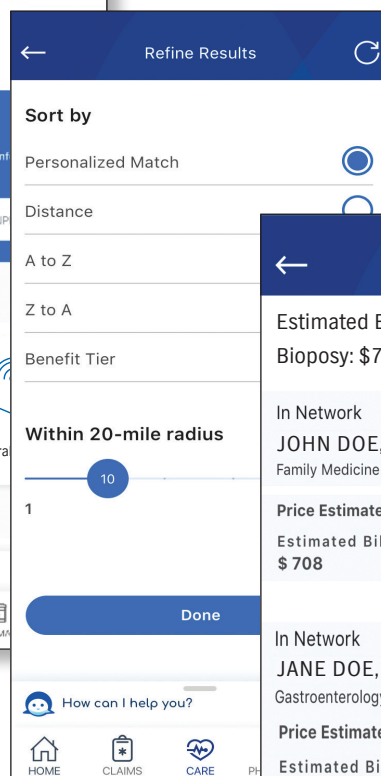 Refine Results
Sort by
Personalized Match
Distance
A to Z
Z to A
Benefit Tier
Within 20-mile radius
10
1
Done
How can I help you?
HOME
CLAIMS
CARE
Estimated
Bioposy: $7
In Network
JOHN DOE,
Family Medicine
Price Estimate
Estimated Bil
$ 708
In Network
JANE DOE,
Gastroenterology
Price Estimate
Estimated Bi